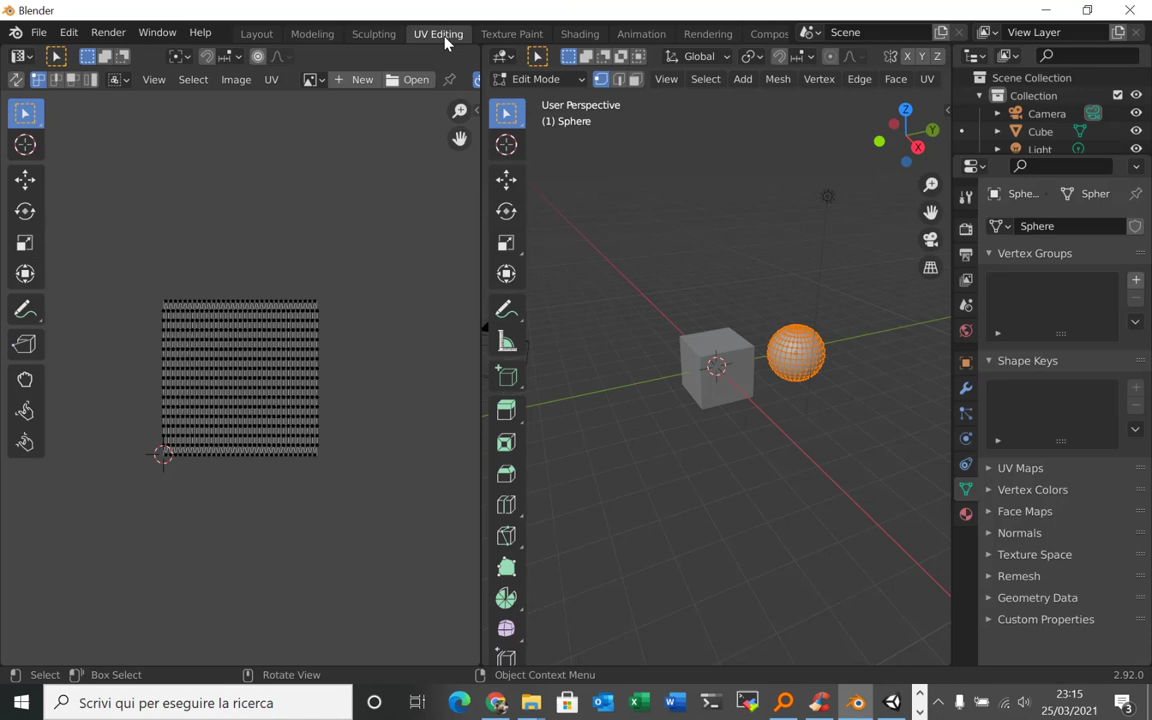 Blender
File Edit Render Window Help Layout Modeling Sculpting UV Editing Texture Paint Shading Animation Rendering Compos Scene View Layer
Global X Y Z
View Select Image UV New Open Edit Mode View Select Add Mesh Vertex Edge Face UV
Scene Collection
Collection
Camera
Cube
Light
User Perspective
(1) Sphere
Z
Y
X
Sphe... Spher
Sphere
Vertex Groups
Shape Keys
UV Maps
Vertex Colors
Face Maps
Normals
Texture Space
Remesh
Geometry Data
Custom Properties
Select Box Select Rotate View Object Context Menu 2.92.0
Scrivi qui per eseguire la ricerca
23:15
25/03/2021
3